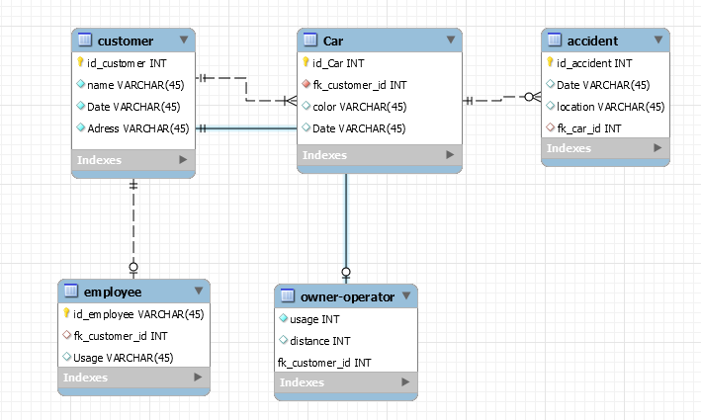 customer
id_customer INT
name VARCHAR(45)
Date VARCHAR(45)
Adress VARCHAR(45)
Indexes
Car
id_Car INT
fk_customer_id INT
color VARCHAR(45)
Date VARCHAR(45)
Indexes
accident
id_accident INT
Date VARCHAR(45)
location VARCHAR(45)
fk_car_id INT
Indexes
employee
id_employee VARCHAR(45)
fk_customer_id INT
Usage VARCHAR(45)
Indexes
owner-operator
usage INT
distance INT
fk_customer_id INT
Indexes